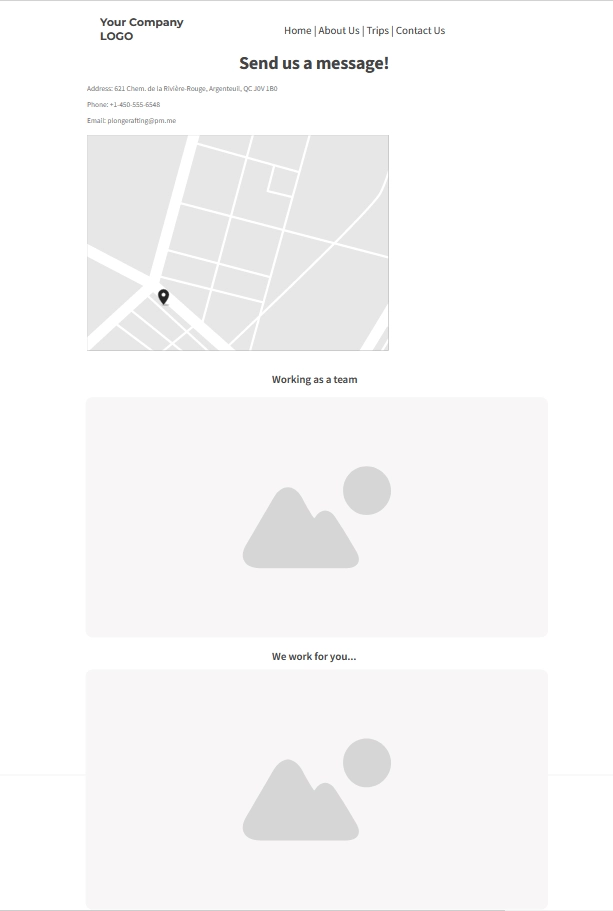 Your Company
LOGO
Home | About Us | Trips | Contact Us
Send us a message!
Address: 621 Chem. de la Rivière-Rouge, Argenteuil, QC J0V 1B0
Phone: +1-450-555-6548
Email: plongerafting@pm.me
Working as a team
We work for you...